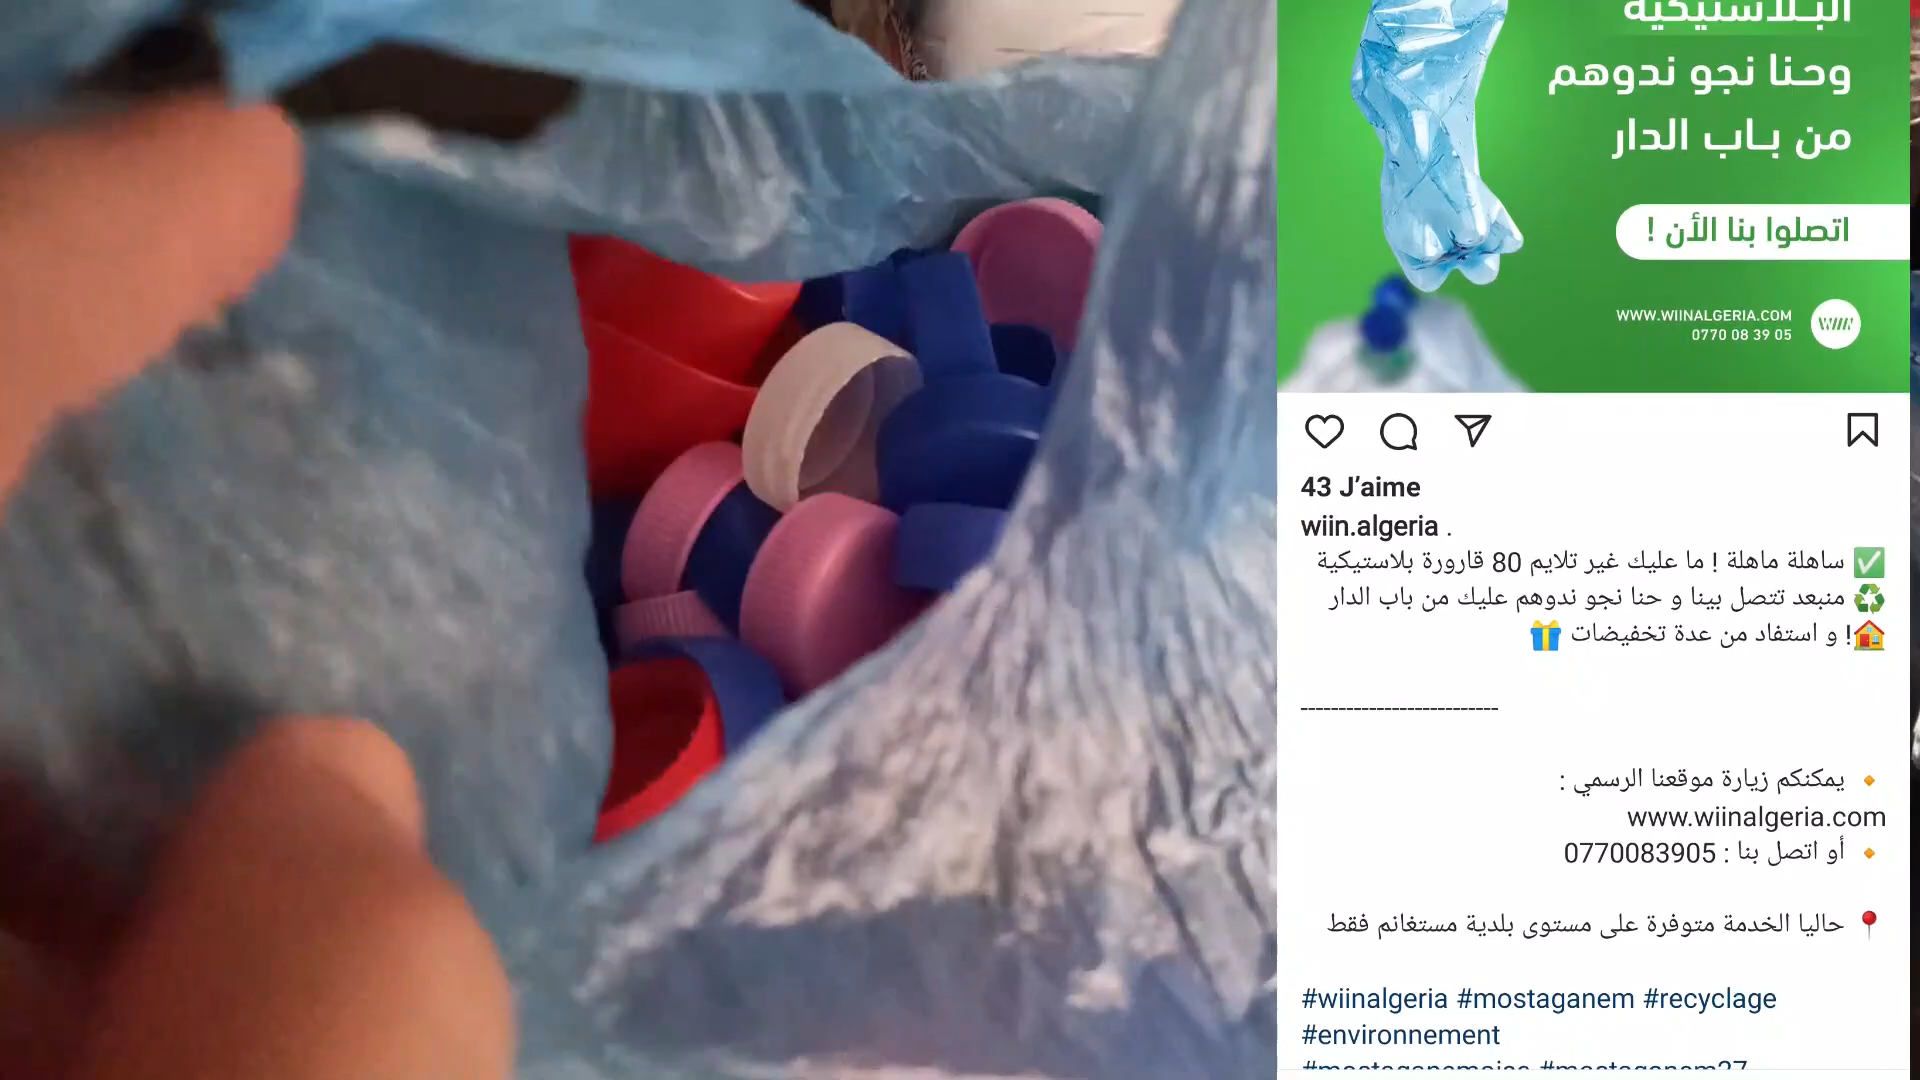 البـلاستيكية
وحـنا نجو ندوهم
من بـاب الدار
اتصلوا بنا الأن !
WWW.WIINALGERIA.COM
0770 08 39 05
WIIN
43 J’aime
wiin.algeria .
✅ ساهلة ماهلة ! ما عليك غير تلايم 80 قارورة بلاستيكية
♻️ منبعد تتصل بينا و حنا نجو ندوهم عليك من باب الدار
🏠! و استفاد من عدة تخفيضات 🎁
--------------------------
🔸 يمكنكم زيارة موقعنا الرسمي :
www.wiinalgeria.com
🔸 أو اتصل بنا : 0770083905
📍 حاليا الخدمة متوفرة على مستوى بلدية مستغانم فقط
#wiinalgeria #mostaganem #recyclage
#environnement